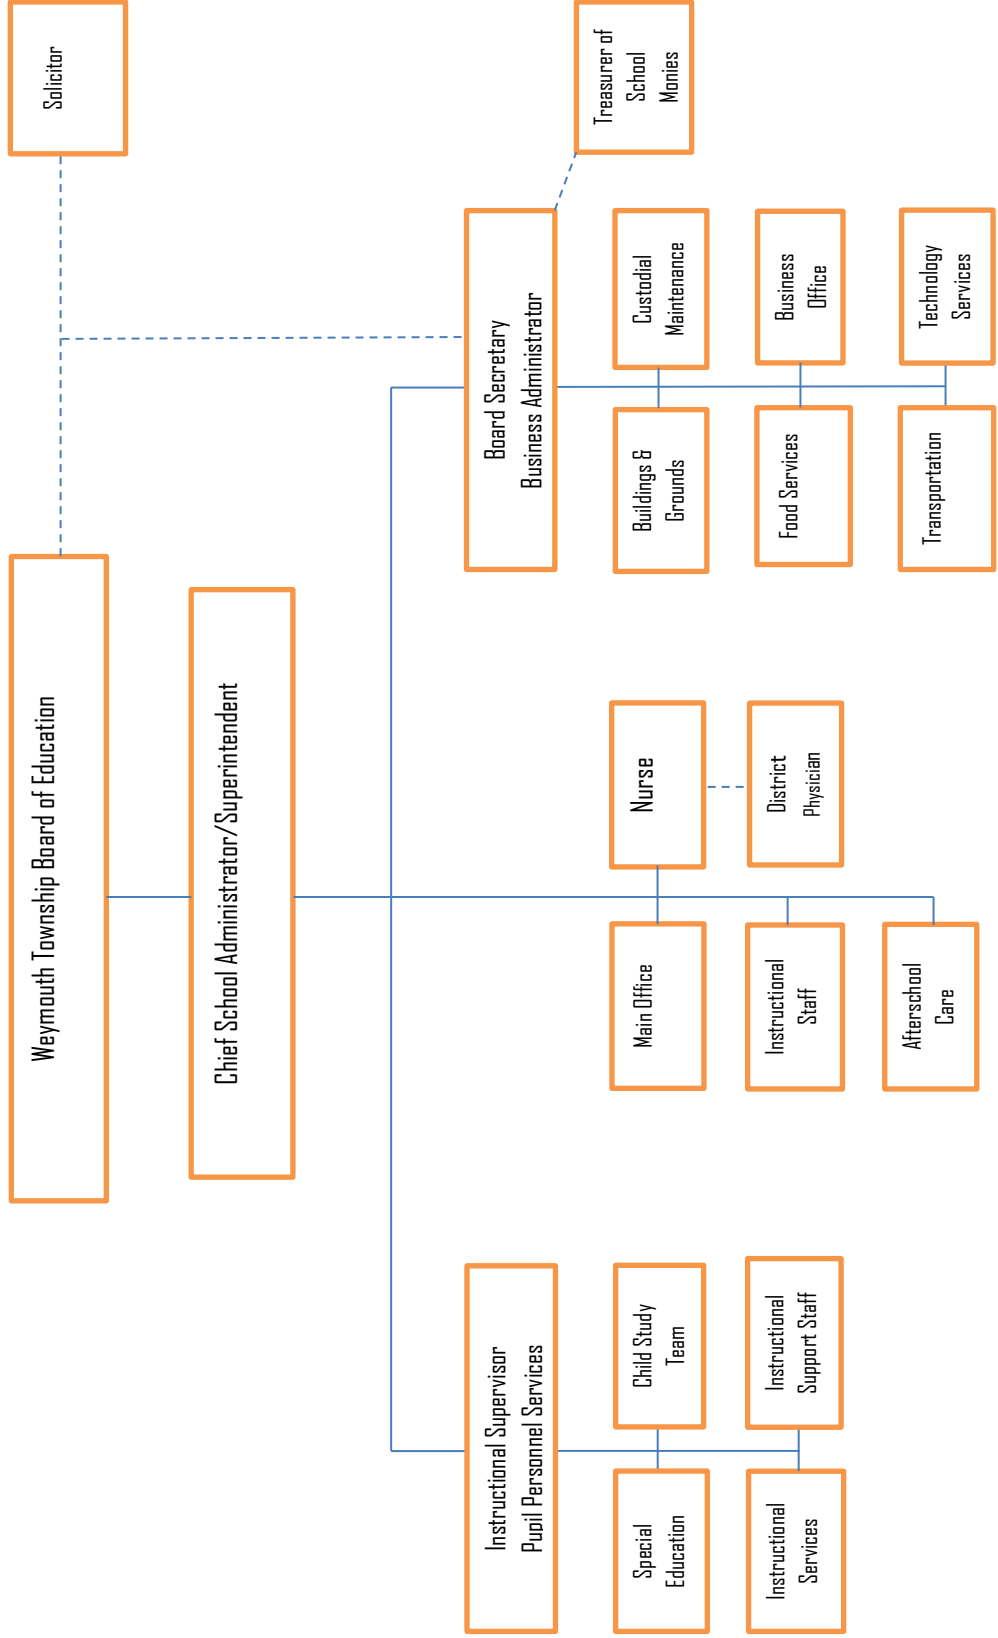 Weymouth Township Board of Education
Solicitor
Chief School Administrator/Superintendent
Instructional Supervisor
Pupil Personnel Services
Board Secretary
Business Administrator
Treasurer of
School
Monies
Special
Education
Child Study
Team
Instructional
Services
Instructional
Support Staff
Main Office
Nurse
Instructional
Staff
District
Physician
Afterschool
Care
Buildings &
Grounds
Custodial
Maintenance
Food Services
Business
Office
Transportation
Technology
Services